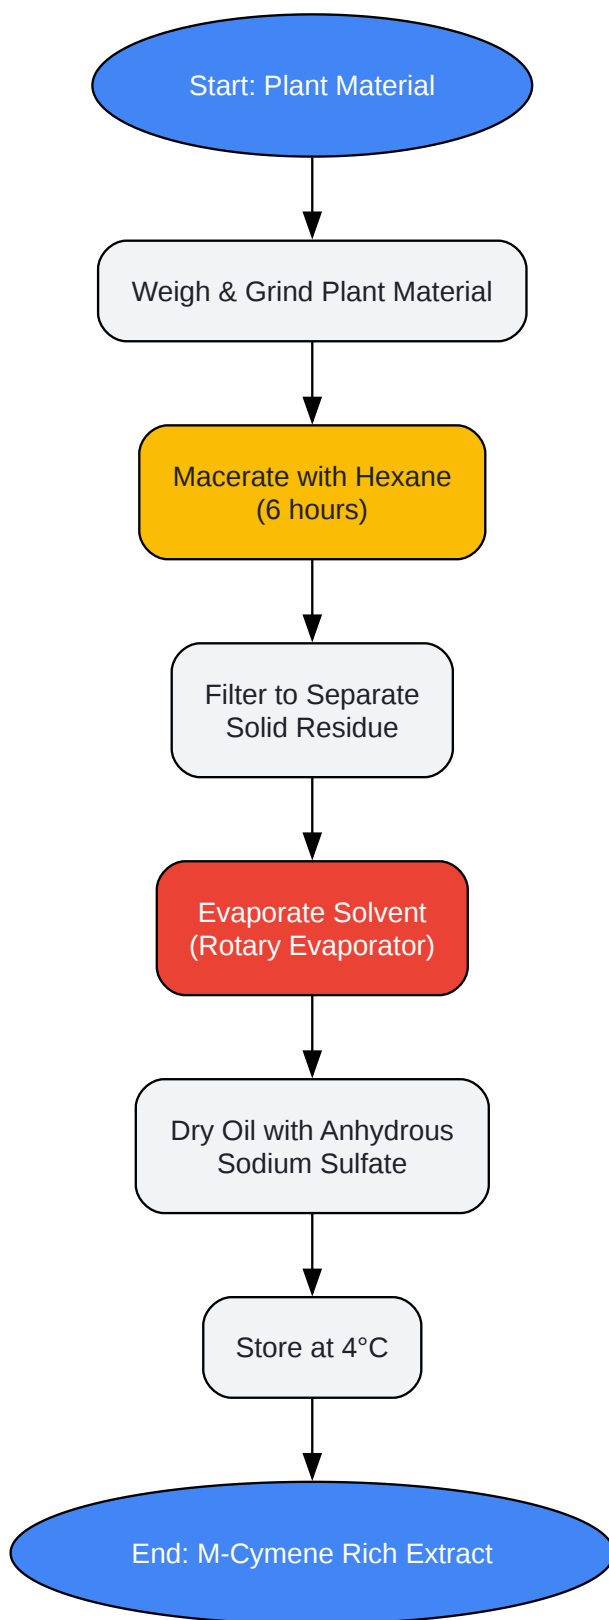 Start: Plant Material
Weigh & Grind Plant Material
Macerate with Hexane
(6 hours)
Filter to Separate
Solid Residue
Evaporate Solvent
(Rotary Evaporator)
Dry Oil with Anhydrous
Sodium Sulfate
Store at 4°C
End: M-Cymene Rich Extract